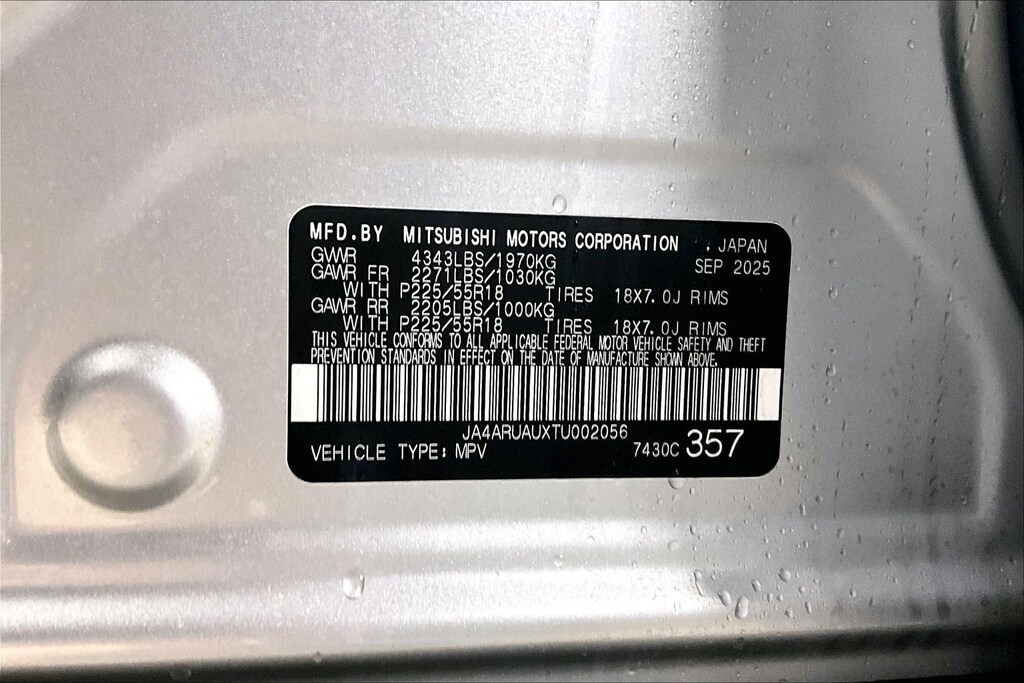 MFD.BY MITSUBISHI MOTORS CORPORATION JAPAN
SEP 2025
GVWR 4343LBS/1970KG
GAWR FR 2271LBS/1030KG
WITH P225/55R18 TIRES 18X7.0J RIMS
GAWR RR 2205LBS/1000KG
WITH P225/55R18 TIRES 18X7.0J RIMS
THIS VEHICLE CONFORMS TO ALL APPLICABLE FEDERAL MOTOR VEHICLE SAFETY AND THEFT
PREVENTION STANDARDS IN EFFECT ON THE DATE OF MANUFACTURE SHOWN ABOVE.
JA4ARUAUXTU002056
VEHICLE TYPE: MPV 7430C 357